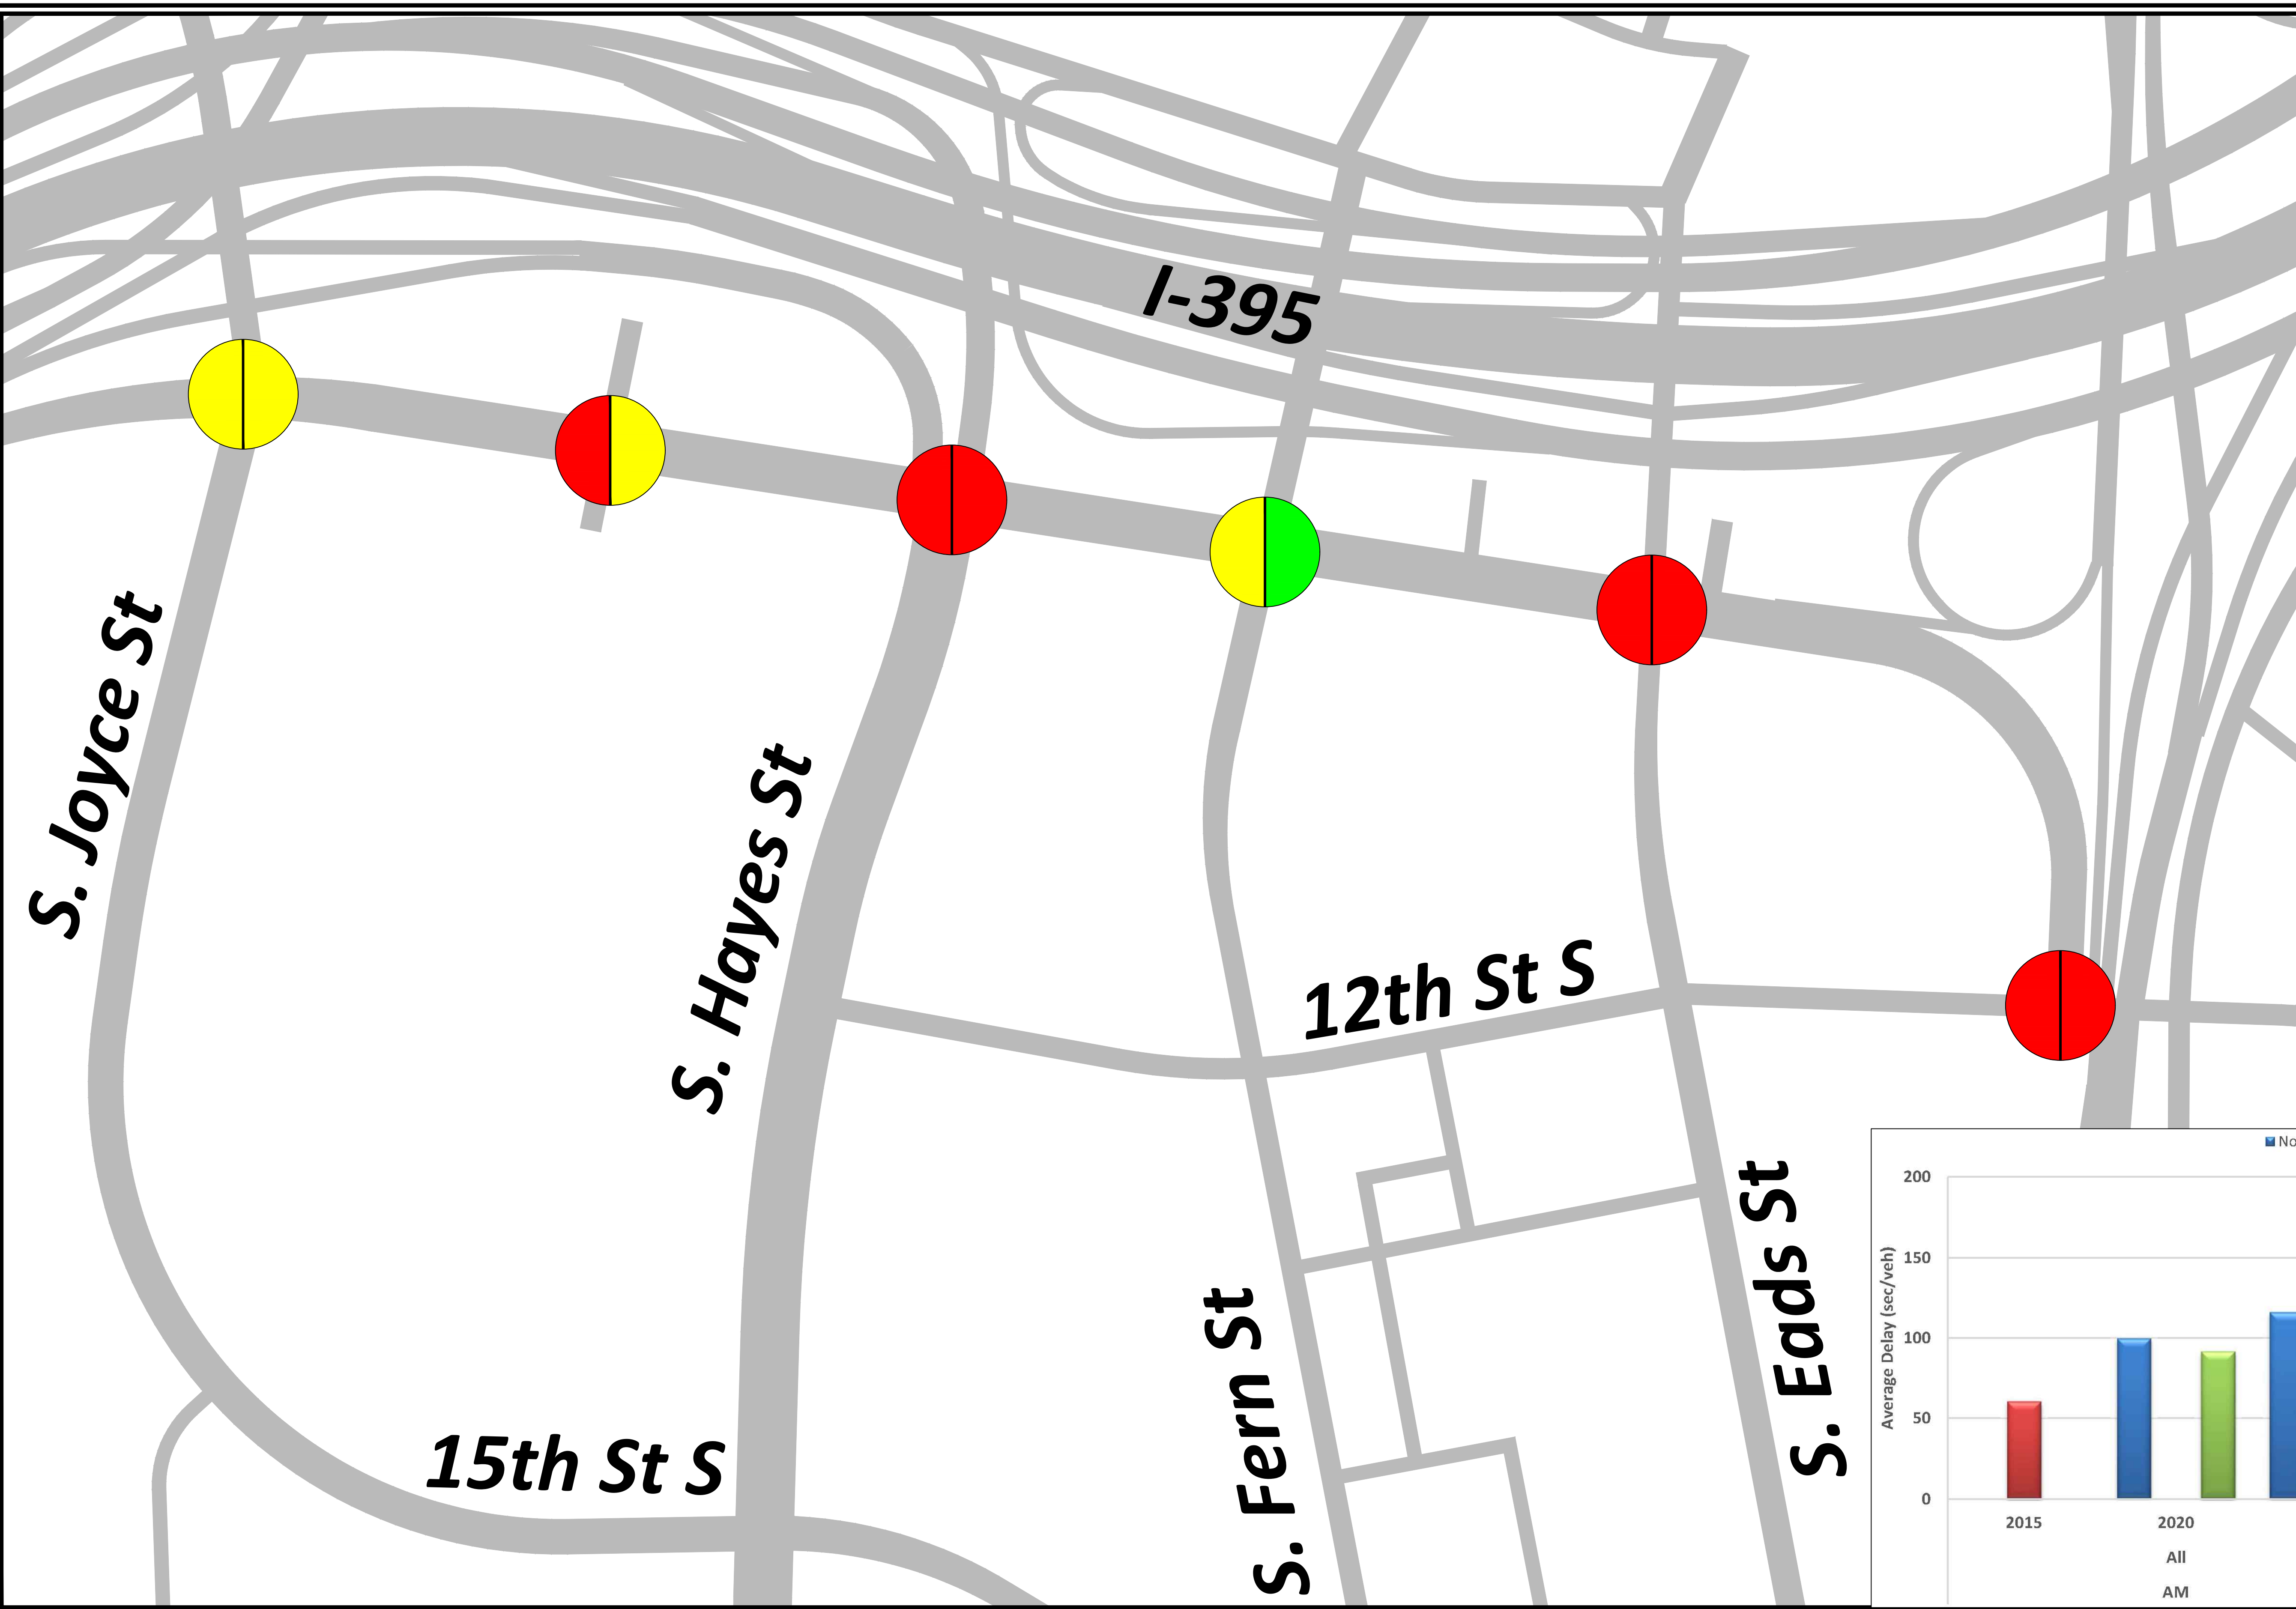 I-395
S. Joyce St
S. Hayes St
12th St S
S. Fern St
S. Eads St
15th St S
Average Delay (sec/veh)
200
150
100
50
0
2015
2020
All
AM